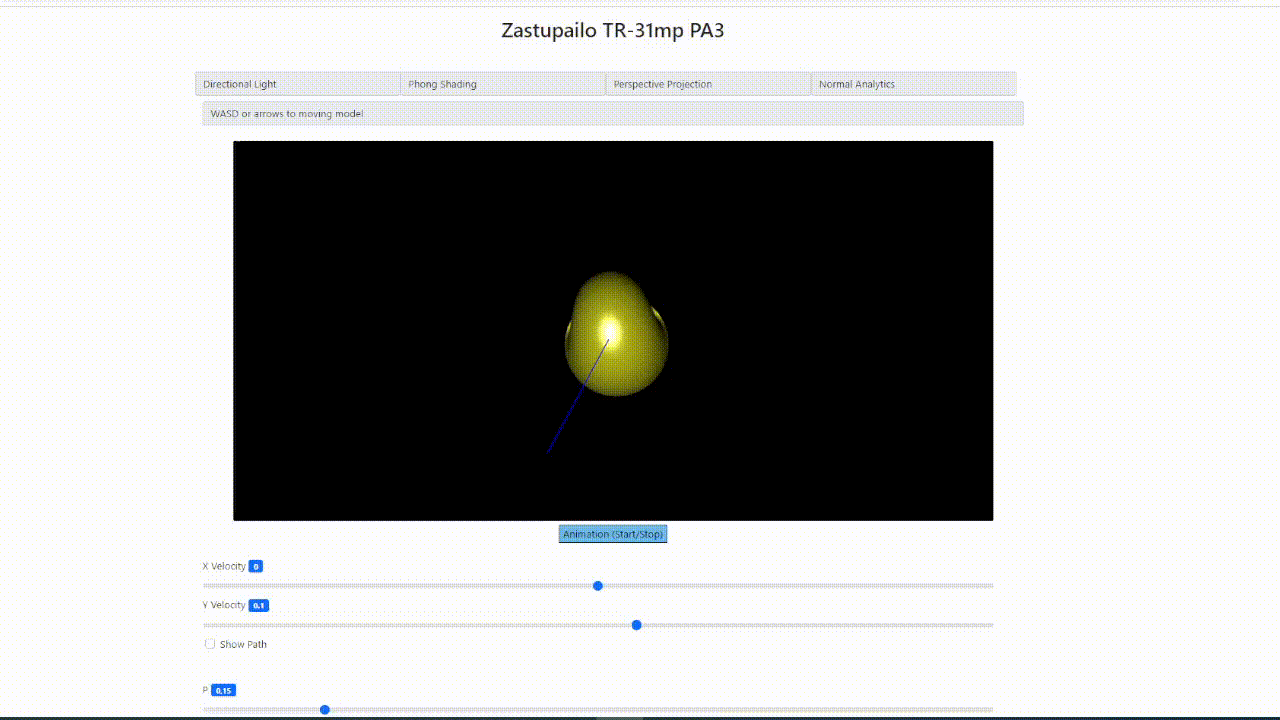 Zastupailo TR-31mp PA3
Directional Light Phong Shading Perspective Projection Normal Analytics
WASD or arrows to moving model
Animation (Start/Stop)
X Velocity 0
Y Velocity 0.1
Show Path
P 0.15